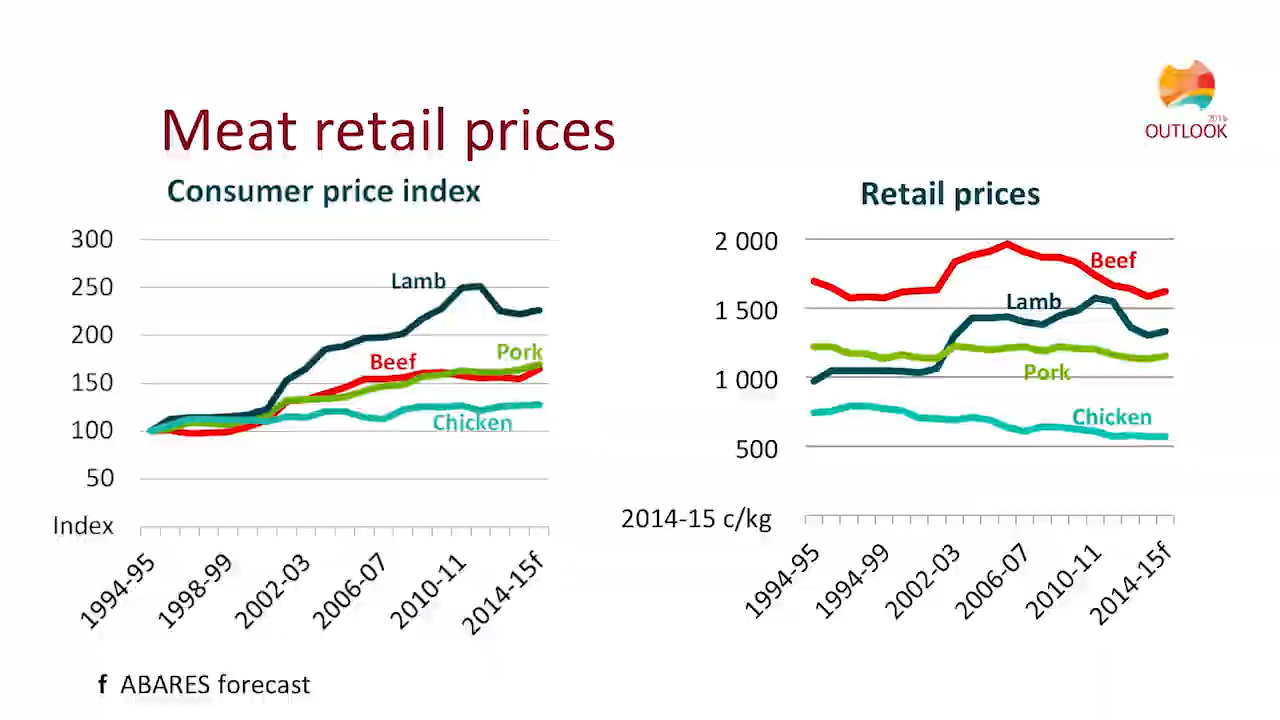 Meat retail prices
2015
OUTLOOK
Consumer price index
300
250
200
150
100
50
Index
Lamb
Beef
Pork
Chicken
1994-95
1998-99
2002-03
2006-07
2010-11
2014-15f
Retail prices
2 000
1 500
1 000
500
2014-15 c/kg
Beef
Lamb
Pork
Chicken
1994-95
1994-99
2002-03
2006-07
2010-11
2014-15f
f ABARES forecast